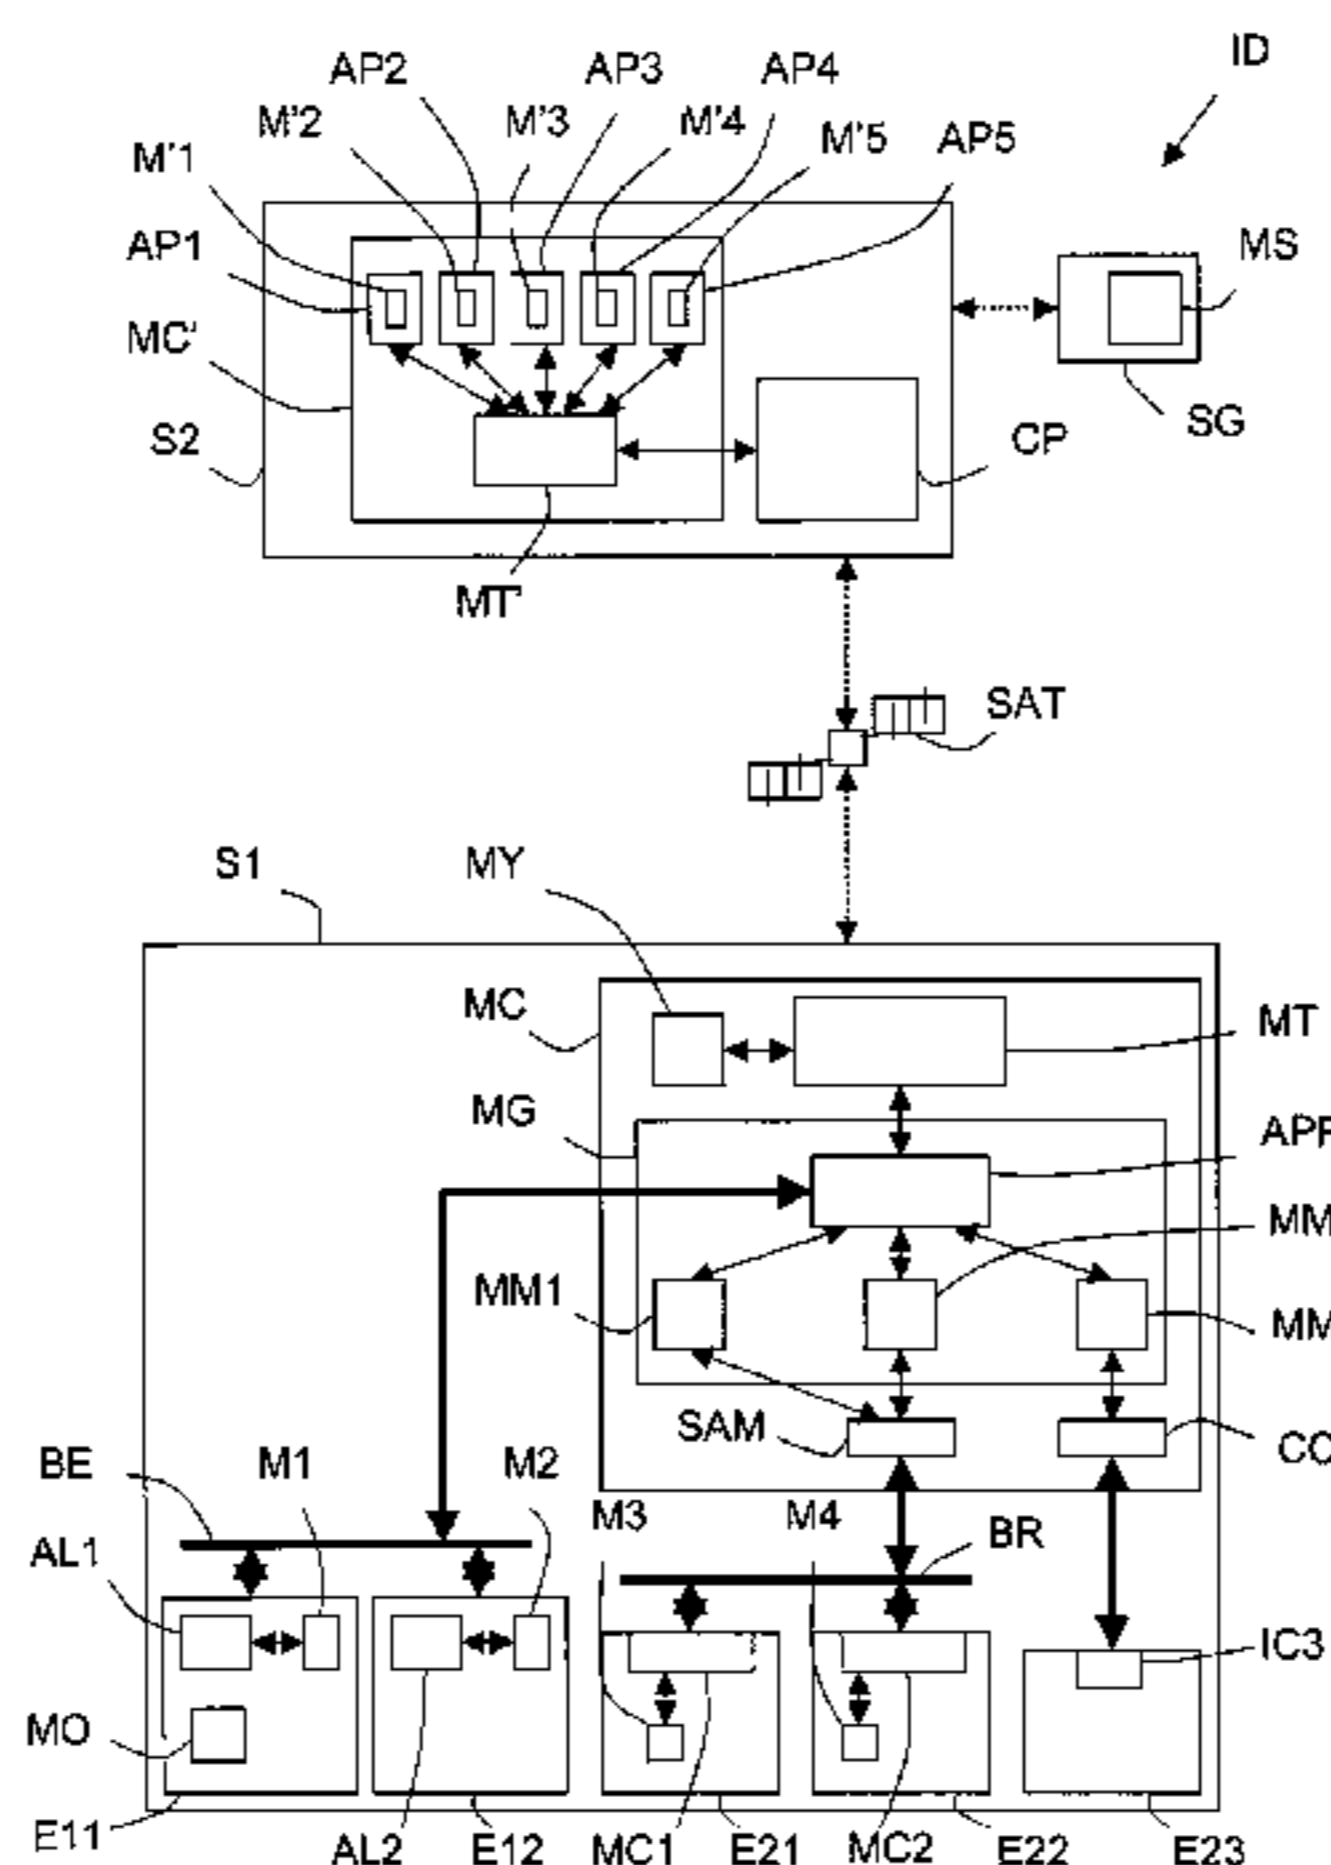 ID
AP2 AP3 AP4
M'2 M'3 M'4 M'5 AP5
M'1
AP1 MS
MC'
S2 CP SG
MT'
SAT
S1 MY
MC MT
MG
MM1
SAM
BE M1 M2
M3 M4 BR
AL1
IC3
MO
E11 AL2 E12 MC1 E21 MC2 E22 E23